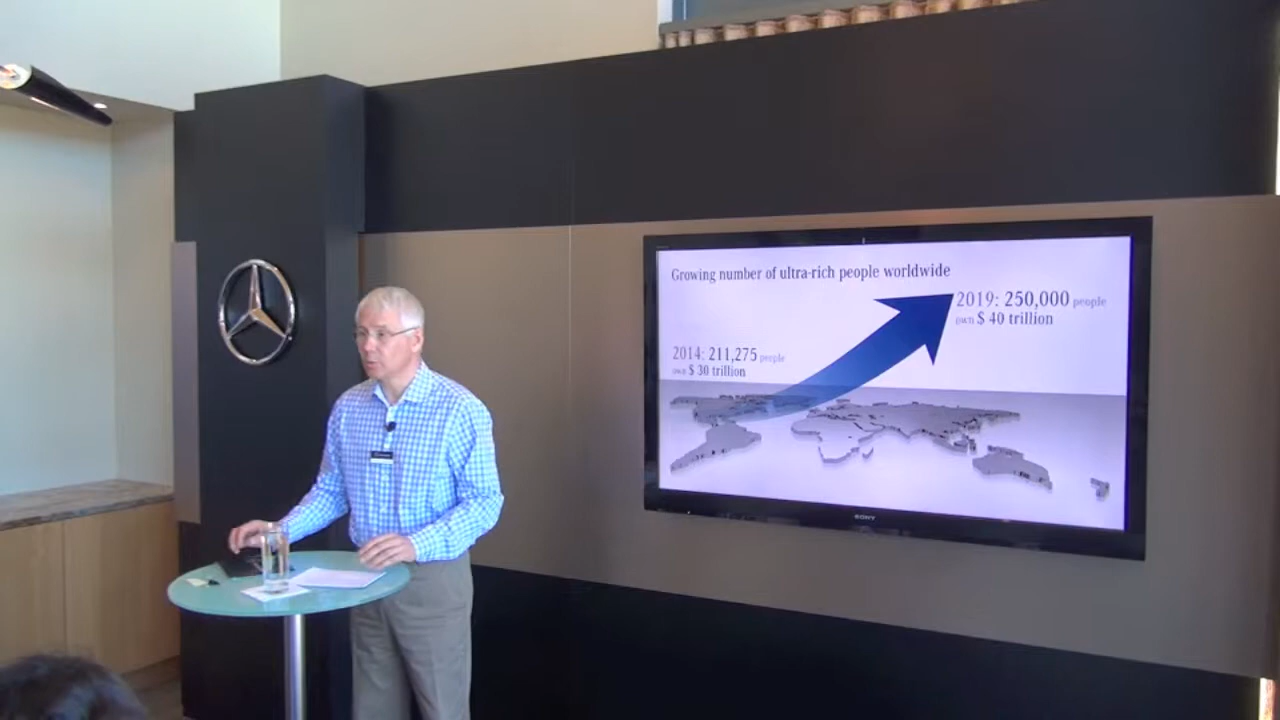 Growing number of ultra-rich people worldwide
2019: 250,000 people
(own) $ 40 trillion
2014: 211,275 people
(own) $ 30 trillion
SONY